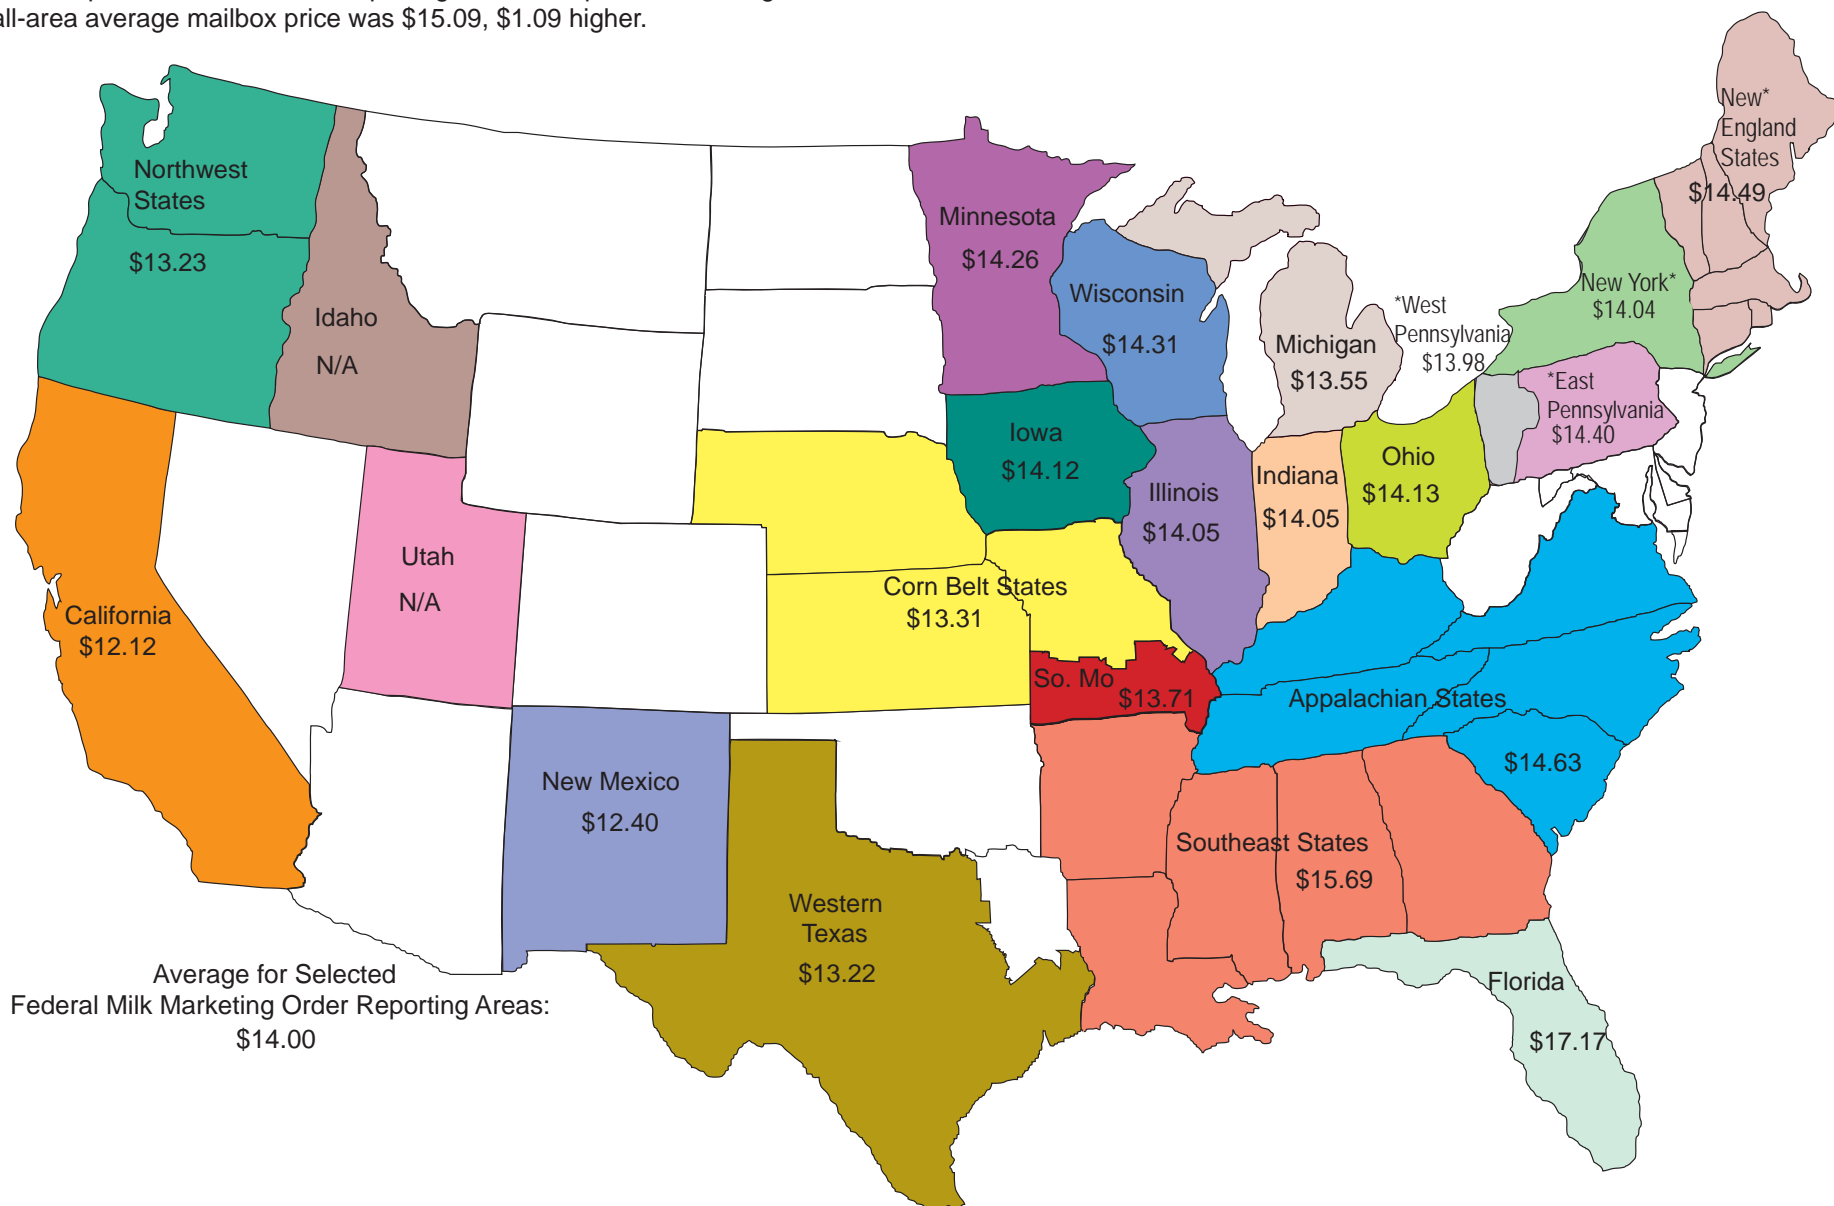 all-area average mailbox price was $15.09, $1.09 higher.
New*
England
States
$14.49
Northwest
States
$13.23
Minnesota
$14.26
Idaho
N/A
Wisconsin
$14.31
Michigan
$13.55
*West
Pennsylvania
$13.98
New York*
$14.04
*East
Pennsylvania
$14.40
Iowa
$14.12
Illinois
$14.05
Indiana
$14.05
Ohio
$14.13
Utah
N/A
California
$12.12
Corn Belt States
$13.31
So. Mo
$13.71
Appalachian States
$14.63
New Mexico
$12.40
Southeast States
$15.69
Western
Texas
$13.22
Florida
$17.17
Average for Selected
Federal Milk Marketing Order Reporting Areas:
$14.00